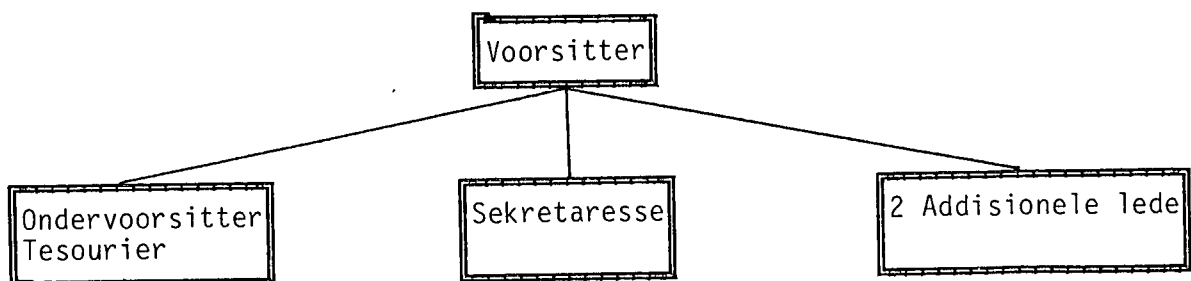 Voorsitter
Ondervoorsitter
Tesourier
Sekretaresse
2 Addisionele lede